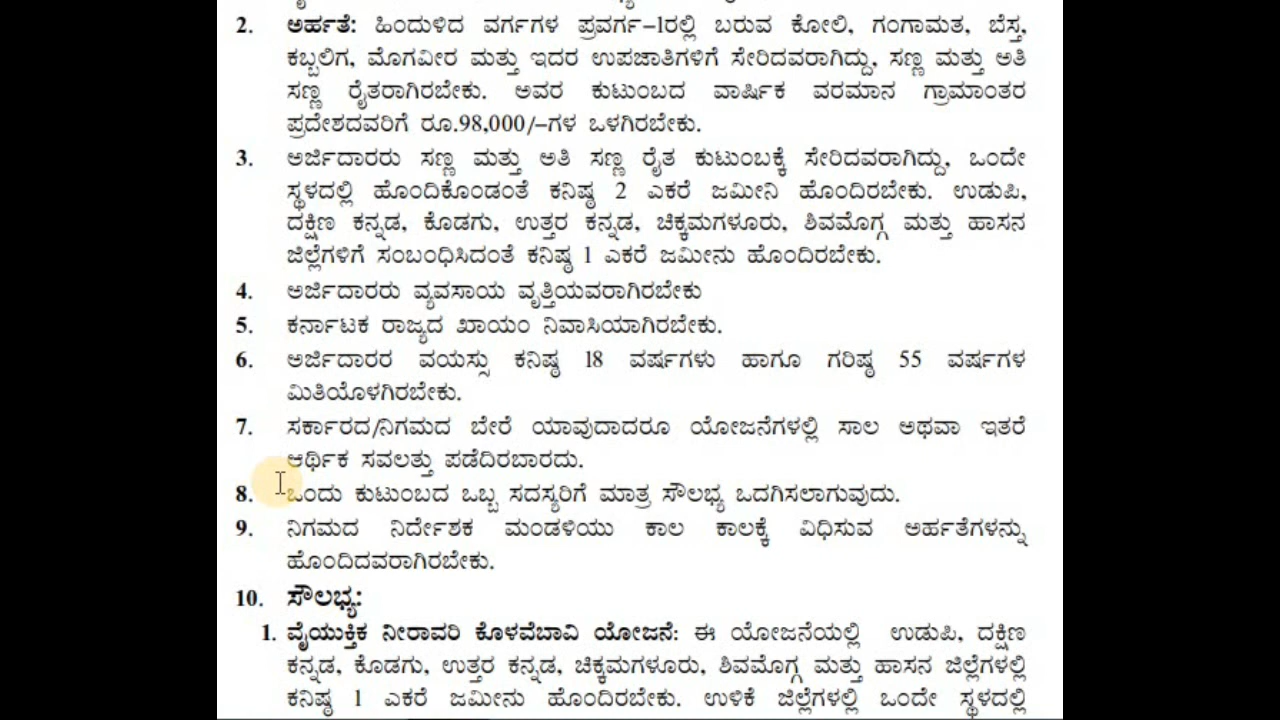 2. ಅರ್ಹತೆ: ಹಿಂದುಳಿದ ವರ್ಗಗಳ ಪ್ರವರ್ಗ-1ರಲ್ಲಿ ಬರುವ ಕೋಲಿ, ಗಂಗಾಮತ, ಬೆಸ್ತ,
ಕಬ್ಬಲಿಗ, ಮೊಗವೀರ ಮತ್ತು ಇದರ ಉಪಜಾತಿಗಳಿಗೆ ಸೇರಿದವರಾಗಿದ್ದು, ಸಣ್ಣ ಮತ್ತು ಅತಿ
ಸಣ್ಣ ರೈತರಾಗಿರಬೇಕು. ಅವರ ಕುಟುಂಬದ ವಾರ್ಷಿಕ ವರಮಾನ ಗ್ರಾಮಾಂತರ
ಪ್ರದೇಶದವರಿಗೆ ರೂ.98,000/-ಗಳ ಒಳಗಿರಬೇಕು.
3. ಅರ್ಜಿದಾರರು ಸಣ್ಣ ಮತ್ತು ಅತಿ ಸಣ್ಣ ರೈತ ಕುಟುಂಬಕ್ಕೆ ಸೇರಿದವರಾಗಿದ್ದು, ಒಂದೇ
ಸ್ಥಳದಲ್ಲಿ ಹೊಂದಿಕೊಂಡಂತೆ ಕನಿಷ್ಠ 2 ಎಕರೆ ಜಮೀನಿ ಹೊಂದಿರಬೇಕು. ಉಡುಪಿ,
ದಕ್ಷಿಣ ಕನ್ನಡ, ಕೊಡಗು, ಉತ್ತರ ಕನ್ನಡ, ಚಿಕ್ಕಮಗಳೂರು, ಶಿವಮೊಗ್ಗ ಮತ್ತು ಹಾಸನ
ಜಿಲ್ಲೆಗಳಿಗೆ ಸಂಬಂಧಿಸಿದಂತೆ ಕನಿಷ್ಠ 1 ಎಕರೆ ಜಮೀನು ಹೊಂದಿರಬೇಕು.
4. ಅರ್ಜಿದಾರರು ವ್ಯವಸಾಯ ವೃತ್ತಿಯವರಾಗಿರಬೇಕು
5. ಕರ್ನಾಟಕ ರಾಜ್ಯದ ಖಾಯಂ ನಿವಾಸಿಯಾಗಿರಬೇಕು.
6. ಅರ್ಜಿದಾರರ ವಯಸ್ಸು ಕನಿಷ್ಠ 18 ವರ್ಷಗಳು ಹಾಗೂ ಗರಿಷ್ಠ 55 ವರ್ಷಗಳ
ಮಿತಿಯೊಳಗಿರಬೇಕು.
7. ಸರ್ಕಾರದ/ನಿಗಮದ ಬೇರೆ ಯಾವುದಾದರೂ ಯೋಜನೆಗಳಲ್ಲಿ ಸಾಲ ಅಥವಾ ಇತರೆ
ಆರ್ಥಿಕ ಸವಲತ್ತು ಪಡೆದಿರಬಾರದು.
8. ಒಂದು ಕುಟುಂಬದ ಒಬ್ಬ ಸದಸ್ಯರಿಗೆ ಮಾತ್ರ ಸೌಲಭ್ಯ ಒದಗಿಸಲಾಗುವುದು.
9. ನಿಗಮದ ನಿರ್ದೇಶಕ ಮಂಡಳಿಯು ಕಾಲ ಕಾಲಕ್ಕೆ ವಿಧಿಸುವ ಅರ್ಹತೆಗಳನ್ನು
ಹೊಂದಿದವರಾಗಿರಬೇಕು.
10. ಸೌಲಭ್ಯ:
1. ವೈಯುಕ್ತಿಕ ನೀರಾವರಿ ಕೊಳವೆಬಾವಿ ಯೋಜನೆ: ಈ ಯೋಜನೆಯಲ್ಲಿ ಉಡುಪಿ, ದಕ್ಷಿಣ
ಕನ್ನಡ, ಕೊಡಗು, ಉತ್ತರ ಕನ್ನಡ, ಚಿಕ್ಕಮಗಳೂರು, ಶಿವಮೊಗ್ಗ ಮತ್ತು ಹಾಸನ ಜಿಲ್ಲೆಗಳಲ್ಲಿ
ಕನಿಷ್ಠ 1 ಎಕರೆ ಜಮೀನು ಹೊಂದಿರಬೇಕು. ಉಳಿಕೆ ಜಿಲ್ಲೆಗಳಲ್ಲಿ ಒಂದೇ ಸ್ಥಳದಲ್ಲಿ